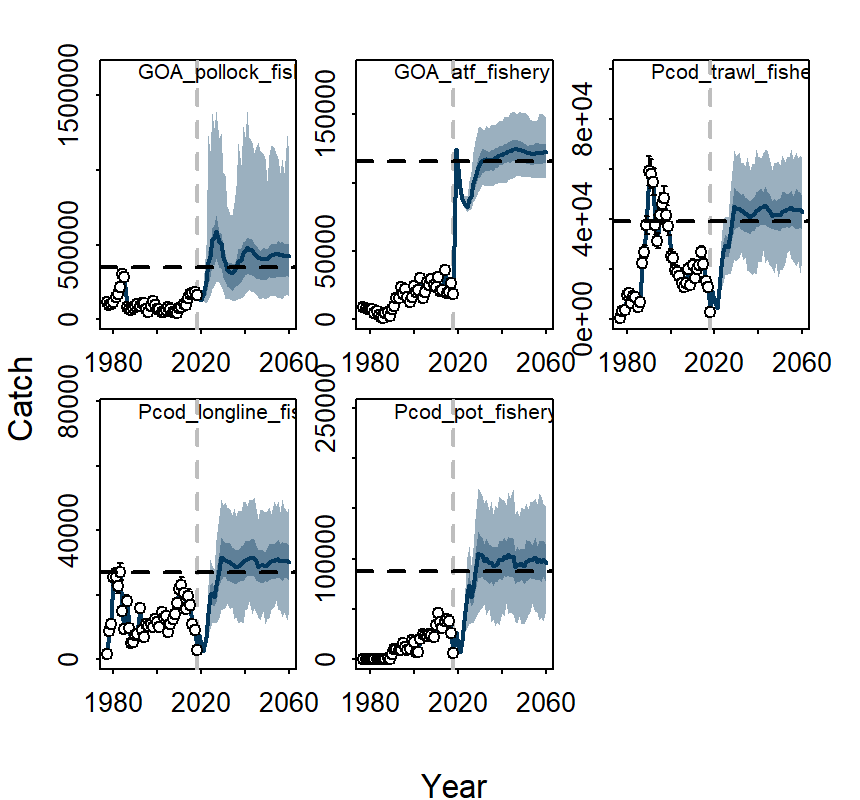 GOA_pollock_fis
GOA_atf_fishery
Pcod_trawl_fishe
0 500000 1500000
0 50000 150000
0e+00 4e+04 8e+04
1980 2020 2060
1980 2020 2060
1980 2020 2060
Catch
Pcod_longline_fis
Pcod_pot_fishery
0 40000 80000
0 100000 250000
1980 2020 2060
1980 2020 2060
Year